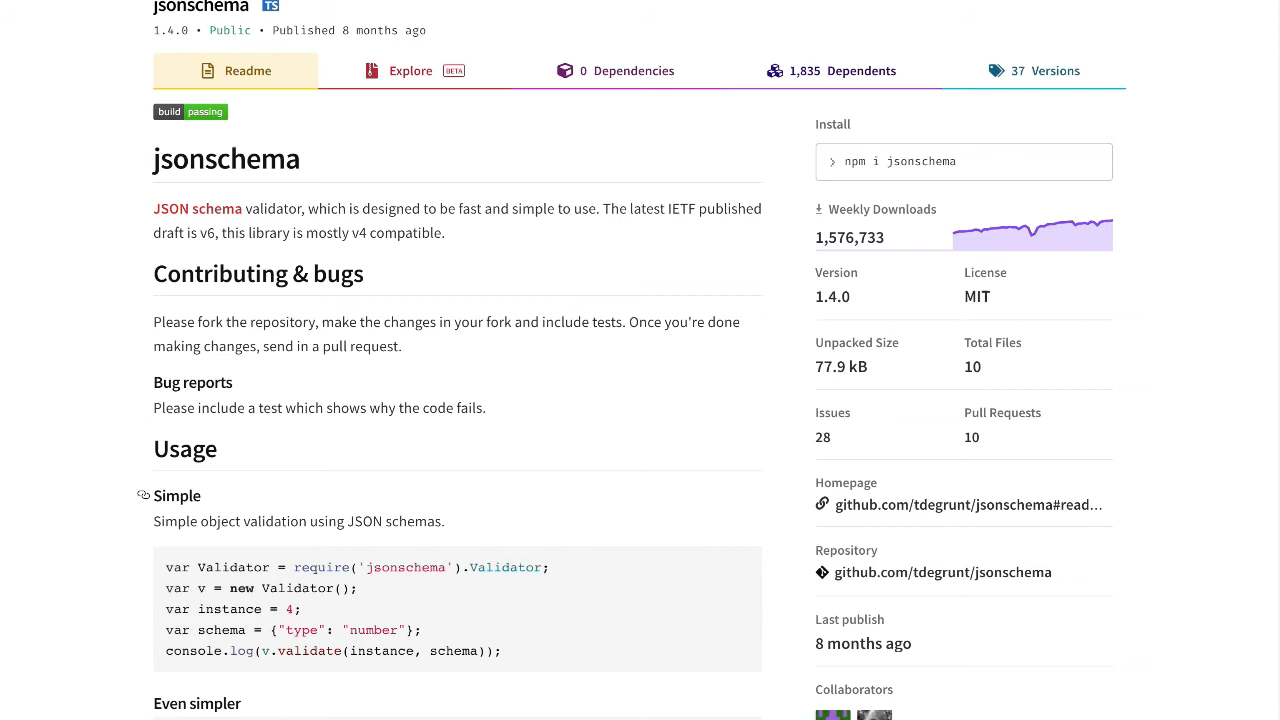 jsonschema TS
1.4.0 • Public • Published 8 months ago
Readme
Explore BETA
0 Dependencies
1,835 Dependents
37 Versions
build passing
jsonschema
JSON schema validator, which is designed to be fast and simple to use. The latest IETF published
draft is v6, this library is mostly v4 compatible.
Contributing & bugs
Please fork the repository, make the changes in your fork and include tests. Once you're done
making changes, send in a pull request.
Bug reports
Please include a test which shows why the code fails.
Usage
Simple
Simple object validation using JSON schemas.
var Validator = require('jsonschema').Validator;
var v = new Validator();
var instance = 4;
var schema = {"type": "number"};
console.log(v.validate(instance, schema));
Even simpler
Install
> npm i jsonschema
Weekly Downloads
1,576,733
Version
1.4.0
License
MIT
Unpacked Size
77.9 kB
Total Files
10
Issues
28
Pull Requests
10
Homepage
github.com/tdegrunt/jsonschema#read...
Repository
github.com/tdegrunt/jsonschema
Last publish
8 months ago
Collaborators